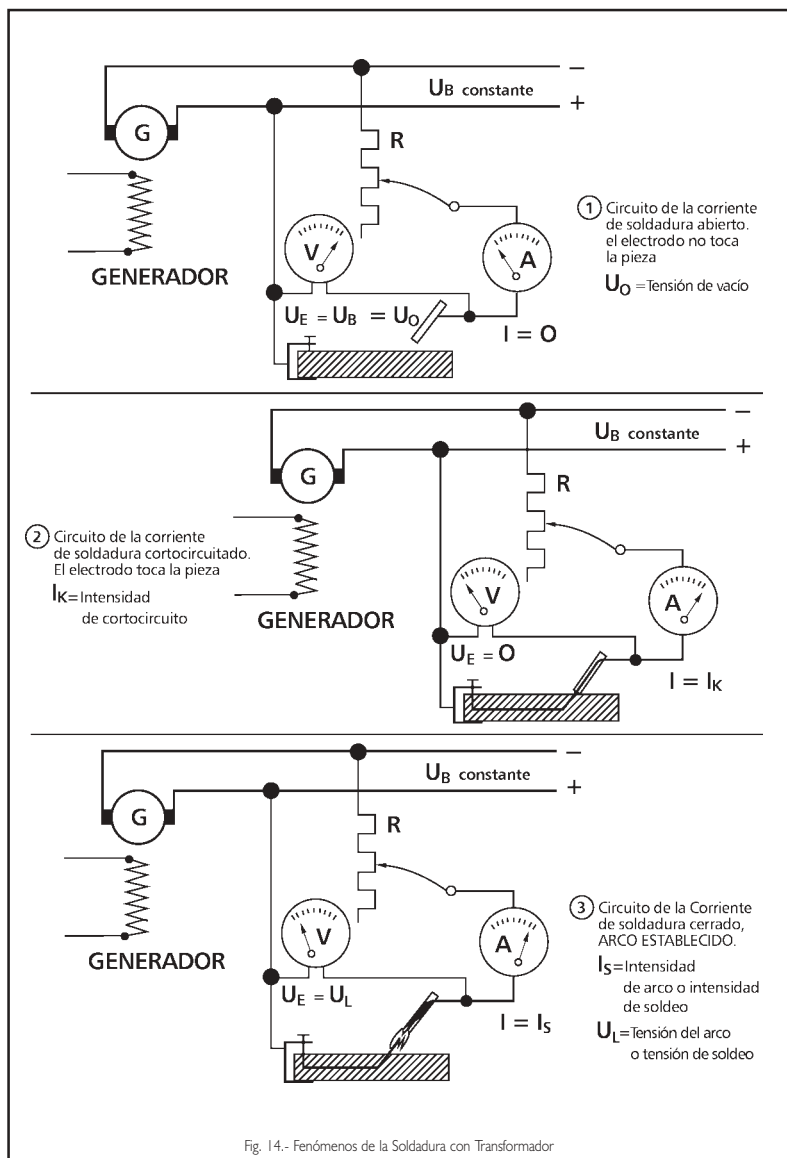 −
U_B constante
+
G
R
V
A
GENERADOR
U_E = U_B = U_O
I = O
① Circuito de la corriente
de soldadura abierto.
el electrodo no toca
la pieza
U_O =Tensión de vacío
−
U_B constante
+
G
R
② Circuito de la corriente
de soldadura cortocircuitado.
El electrodo toca la pieza
I_K=Intensidad
de cortocircuito
V
A
GENERADOR
U_E = O
I = I_K
−
U_B constante
+
G
R
V
A
GENERADOR
U_E = U_L
I = I_S
③ Circuito de la Corriente
de soldadura cerrado,
ARCO ESTABLECIDO.
I_S=Intensidad
de arco o intensidad
de soldeo
U_L=Tensión del arco
o tensión de soldeo
Fig. 14.- Fenómenos de la Soldadura con Transformador